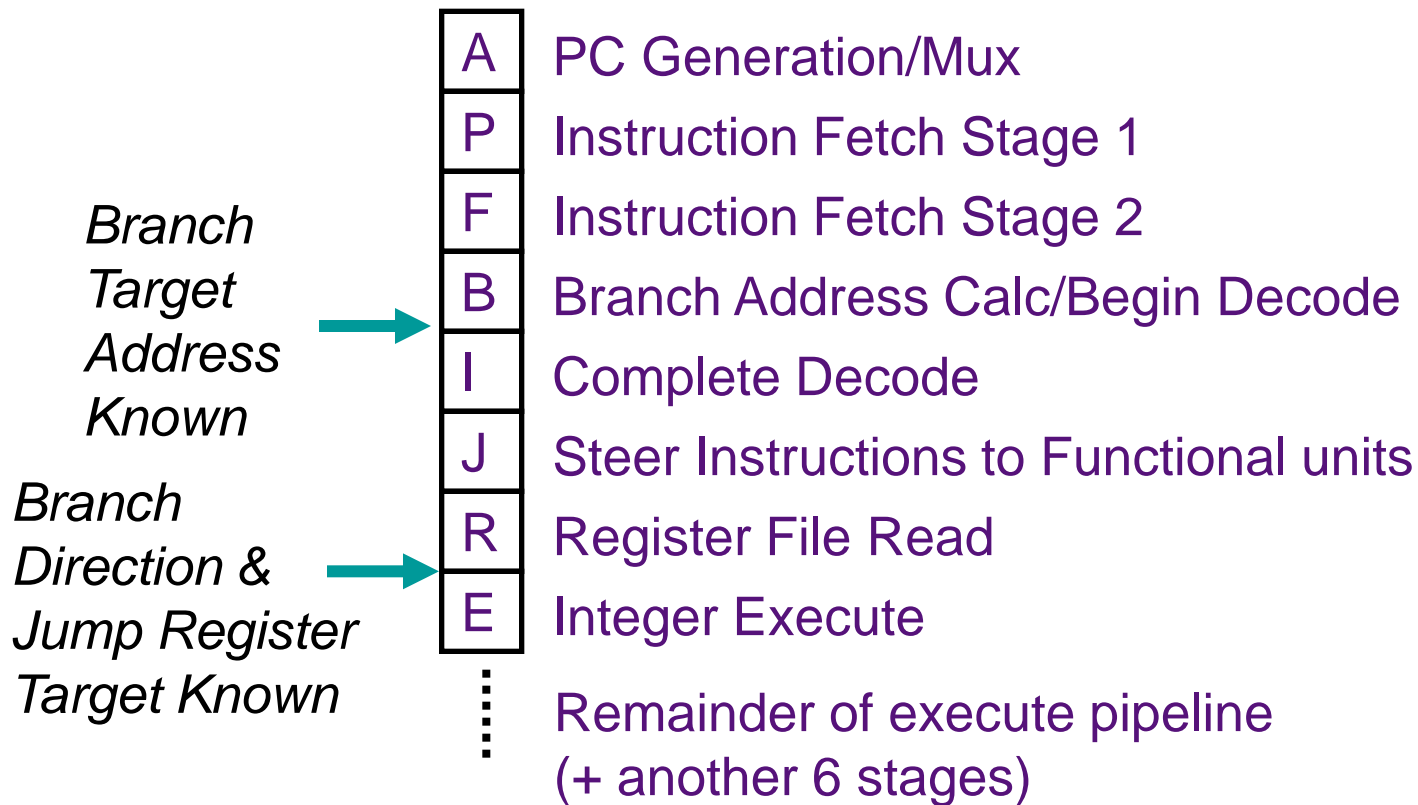 A PC Generation/Mux
P Instruction Fetch Stage 1
F Instruction Fetch Stage 2
B Branch Address Calc/Begin Decode
I Complete Decode
J Steer Instructions to Functional units
R Register File Read
E Integer Execute
Remainder of execute pipeline
(+ another 6 stages)
Branch
Target
Address
Known
Branch
Direction &
Jump Register
Target Known